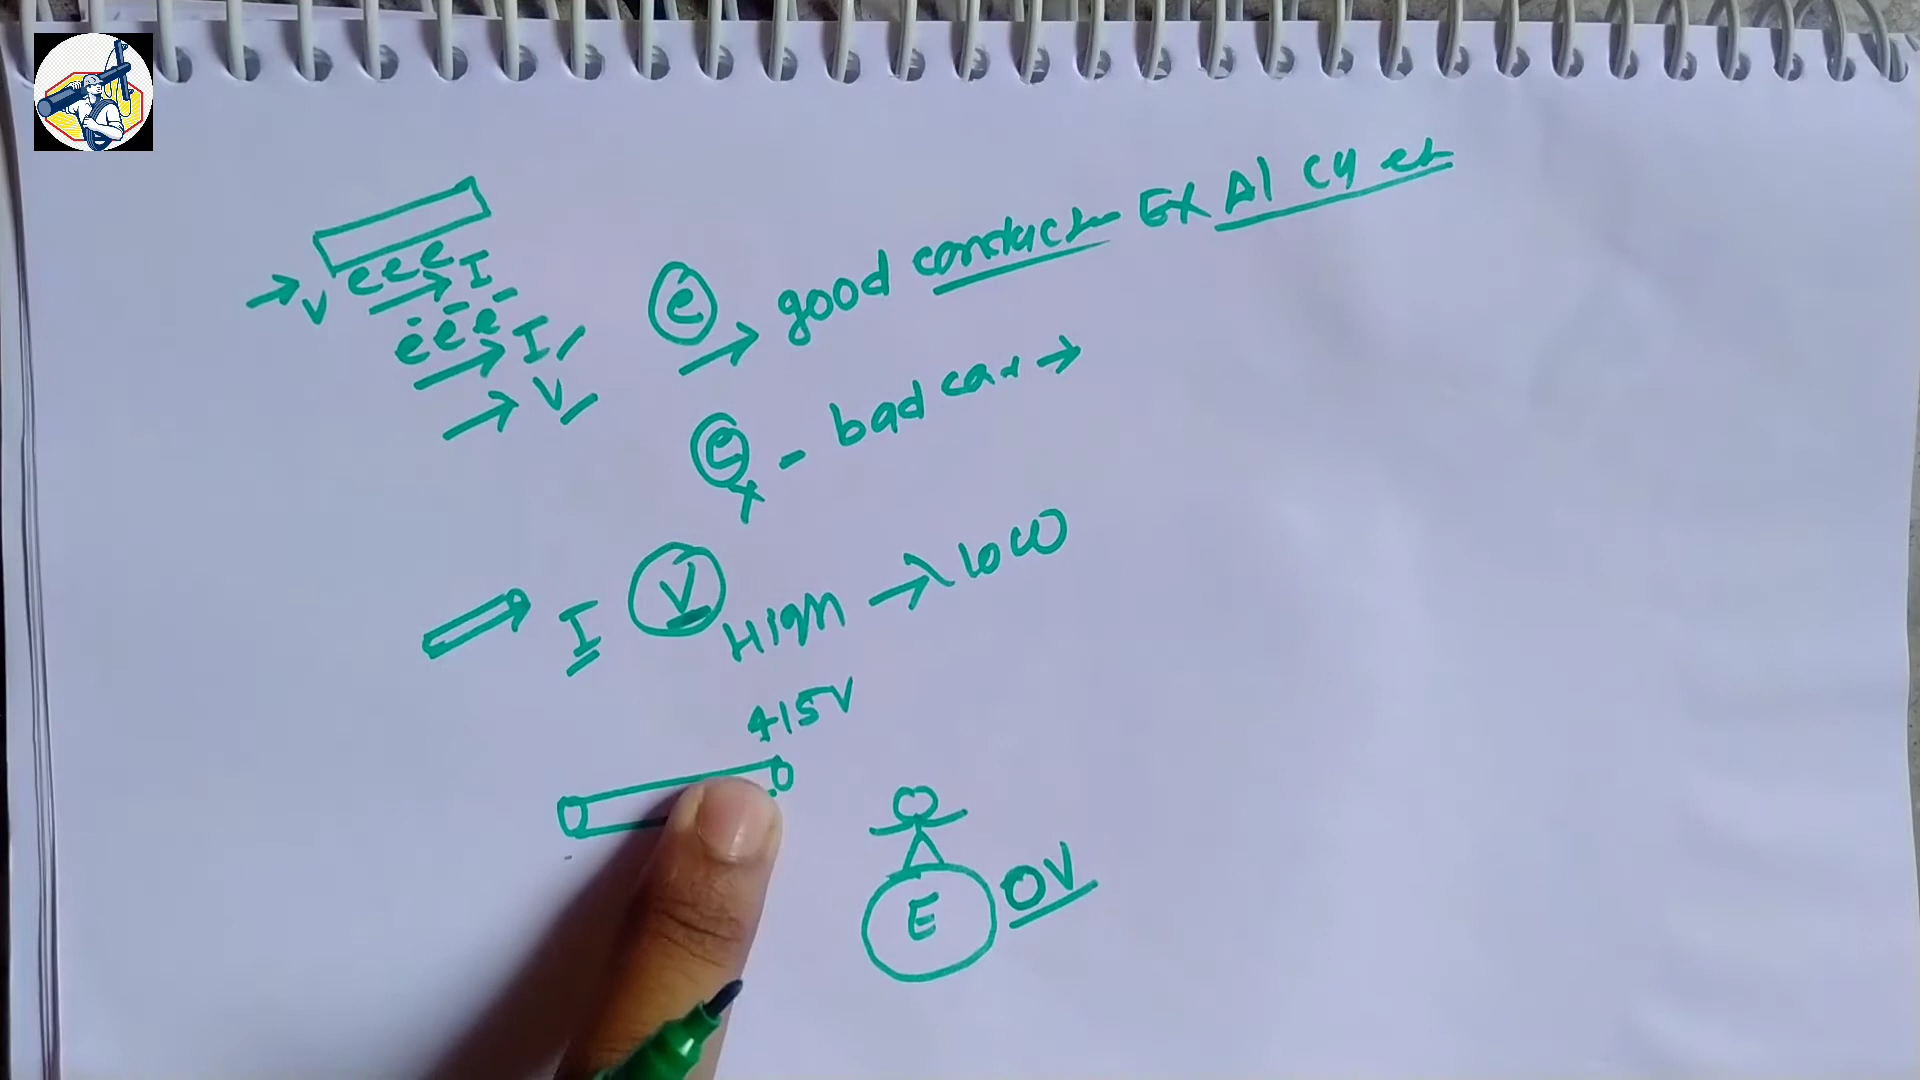 → V e e e → I
e̅ e̅ e̅ → I
→ V
e → good conductor Ex Al Cu etc
e x - bad con →
I V High → low
415V
E 0V